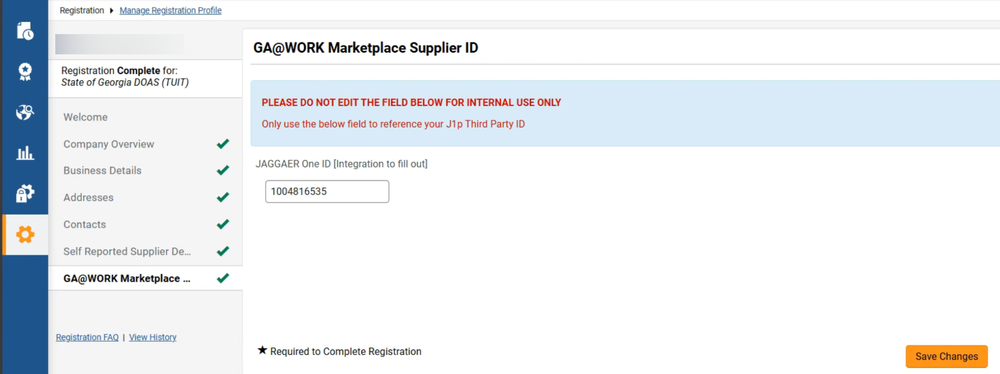 Registration Manage Registration Profile
Registration Complete for:
State of Georgia DOAS (TUIT)
Welcome
Company Overview
Business Details
Addresses
Contacts
Self Reported Supplier De...
GA@WORK Marketplace ...
Registration FAQ | View History
GA@WORK Marketplace Supplier ID
PLEASE DO NOT EDIT THE FIELD BELOW FOR INTERNAL USE ONLY
Only use the below field to reference your J1p Third Party ID
JAGGAER One ID [Integration to fill out]
1004816535
★ Required to Complete Registration
Save Changes